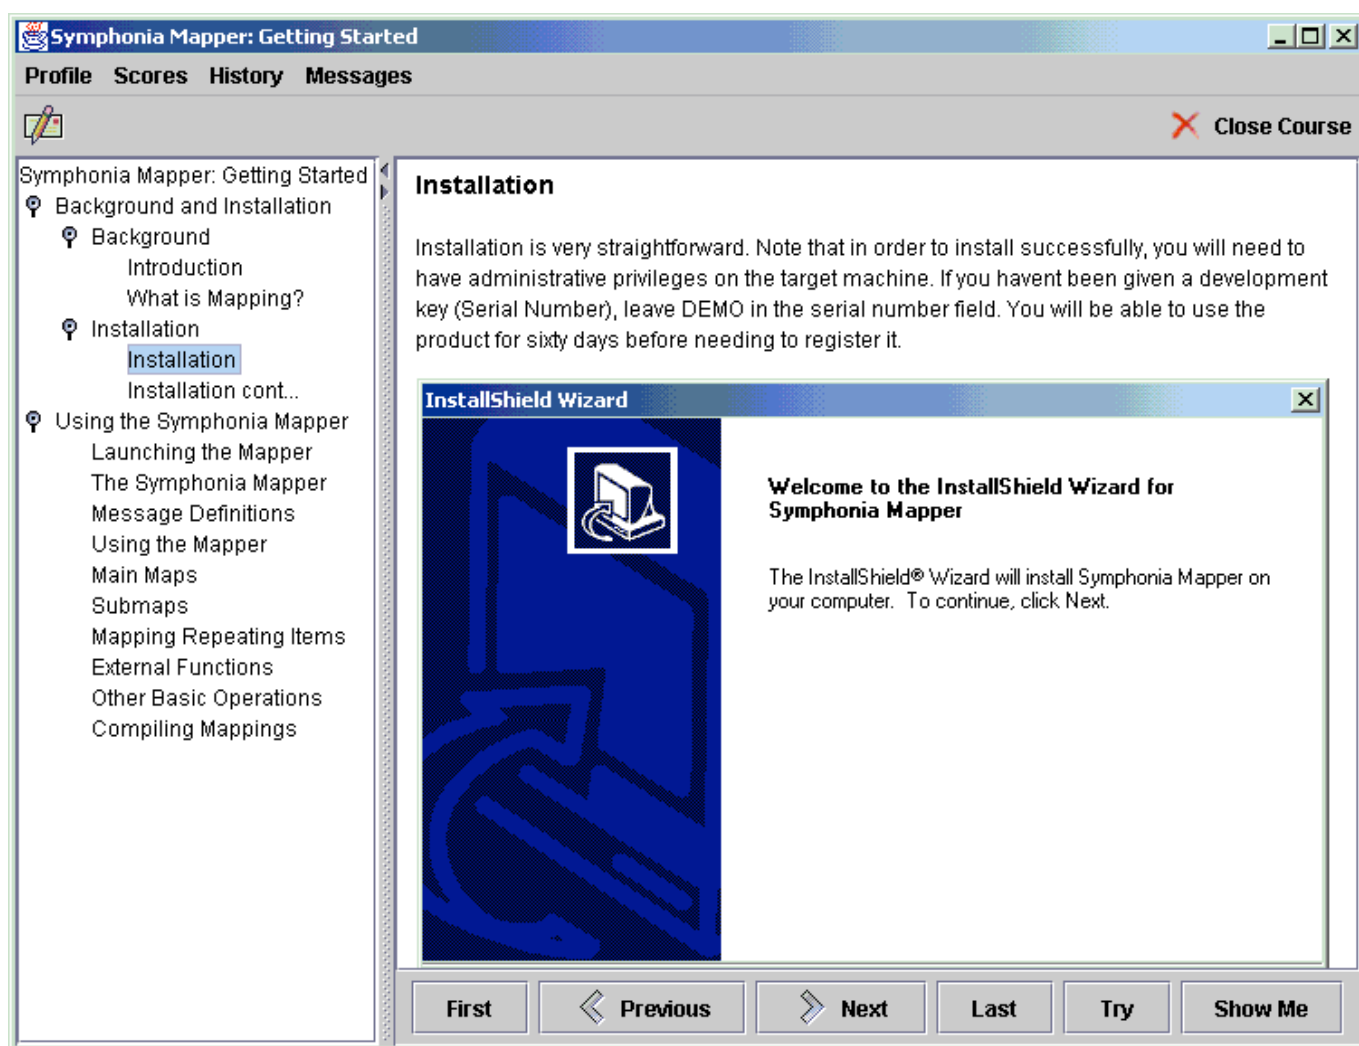 Symphonia Mapper: Getting Started
Profile Scores History Messages
Close Course
Symphonia Mapper: Getting Started
Background and Installation
Background
Introduction
What is Mapping?
Installation
Installation
Installation cont...
Using the Symphonia Mapper
Launching the Mapper
The Symphonia Mapper
Message Definitions
Using the Mapper
Main Maps
Submaps
Mapping Repeating Items
External Functions
Other Basic Operations
Compiling Mappings
Installation
Installation is very straightforward. Note that in order to install successfully, you will need to
have administrative privileges on the target machine. If you havent been given a development
key (Serial Number), leave DEMO in the serial number field. You will be able to use the
product for sixty days before needing to register it.
InstallShield Wizard
Welcome to the InstallShield Wizard for
Symphonia Mapper
The InstallShield® Wizard will install Symphonia Mapper on
your computer. To continue, click Next.
First Previous Next Last Try Show Me